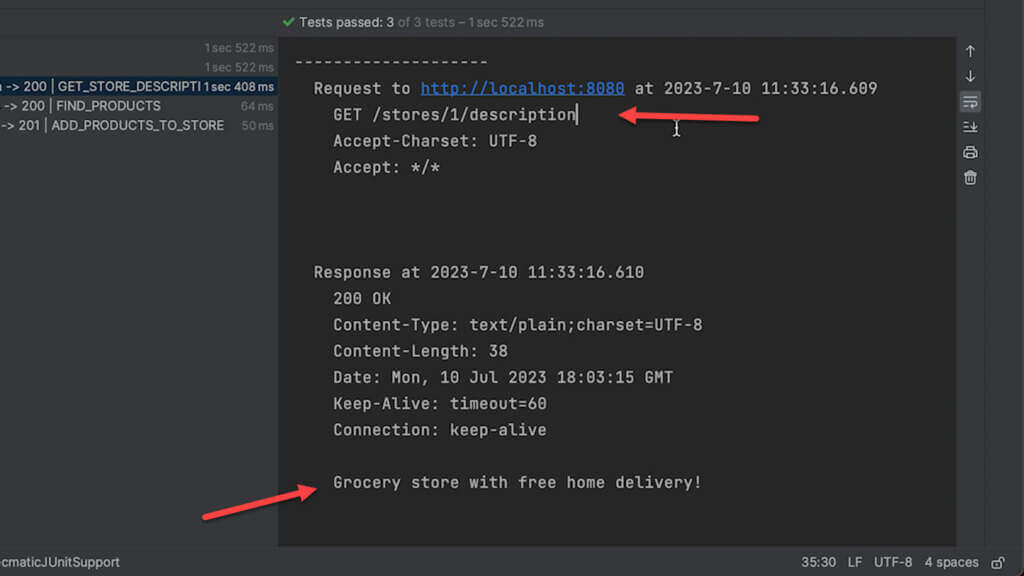 Tests passed: 3 of 3 tests – 1 sec 522 ms
1 sec 522 ms
1 sec 522 ms
-> 200 | GET_STORE_DESCRIPTI 1 sec 408 ms
-> 200 | FIND_PRODUCTS 64 ms
-> 201 | ADD_PRODUCTS_TO_STORE 50 ms
--------------------
Request to http://localhost:8080 at 2023-7-10 11:33:16.609
GET /stores/1/description
Accept-Charset: UTF-8
Accept: */*
Response at 2023-7-10 11:33:16.610
200 OK
Content-Type: text/plain;charset=UTF-8
Content-Length: 38
Date: Mon, 10 Jul 2023 18:03:15 GMT
Keep-Alive: timeout=60
Connection: keep-alive
Grocery store with free home delivery!
cmaticJUnitSupport
35:30 LF UTF-8 4 spaces